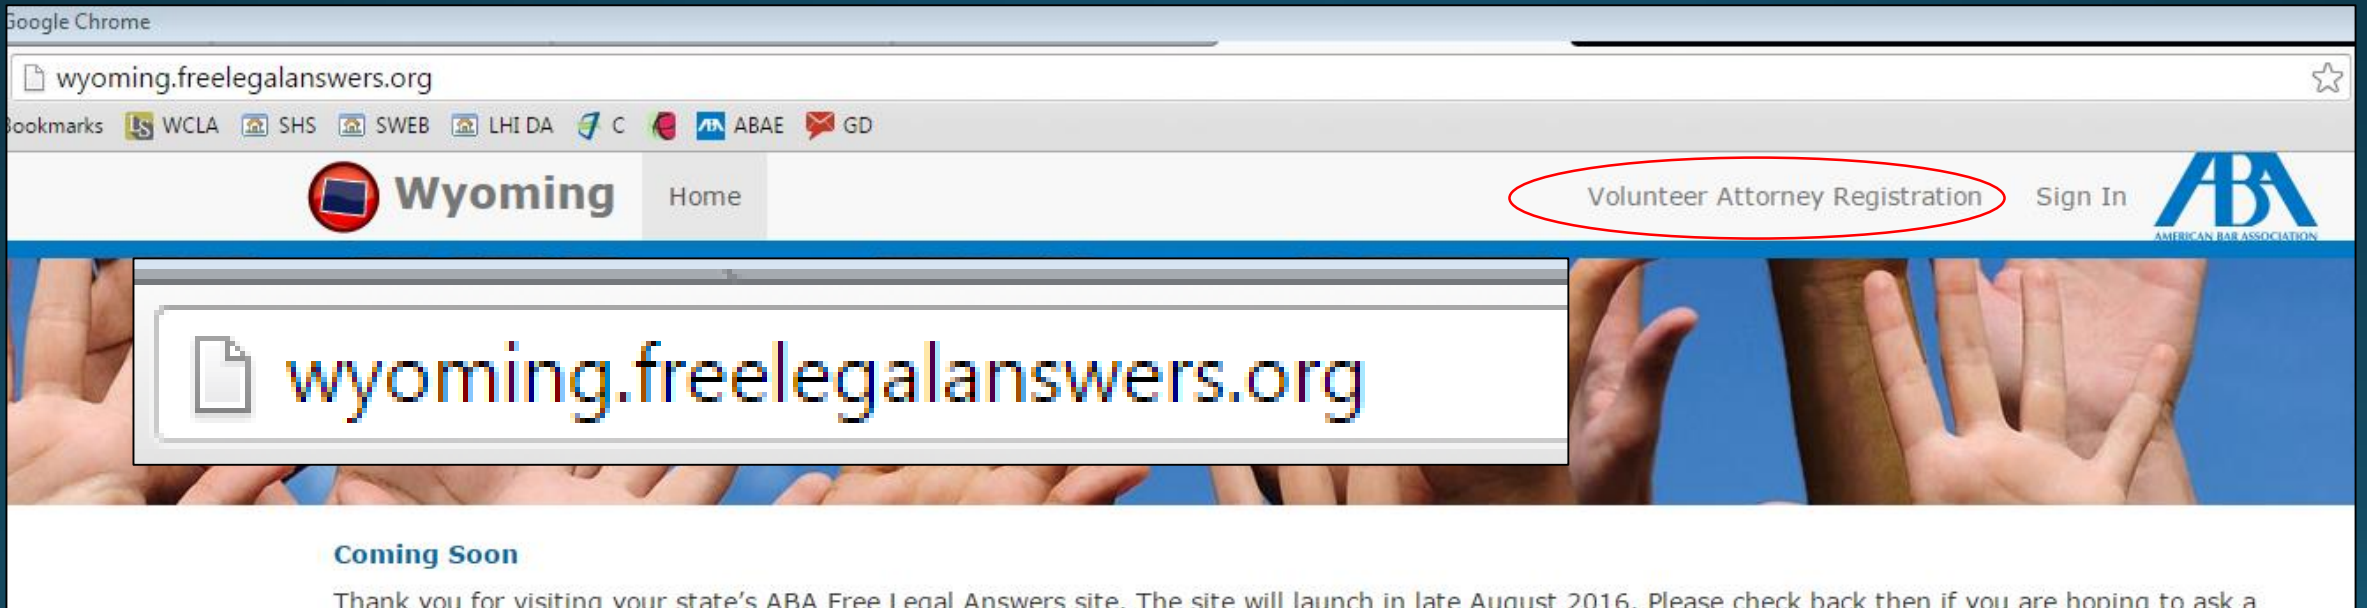 Google Chrome
wyoming.freelegalanswers.org
Bookmarks WCLA SHS SWEB LHI DA C ABAE GD
Wyoming Home Volunteer Attorney Registration Sign In ABA
AMERICAN BAR ASSOCIATION
wyoming.freelegalanswers.org
Coming Soon
Thank you for visiting your state's ABA Free Legal Answers site. The site will launch in late August 2016. Please check back then if you are hoping to ask a